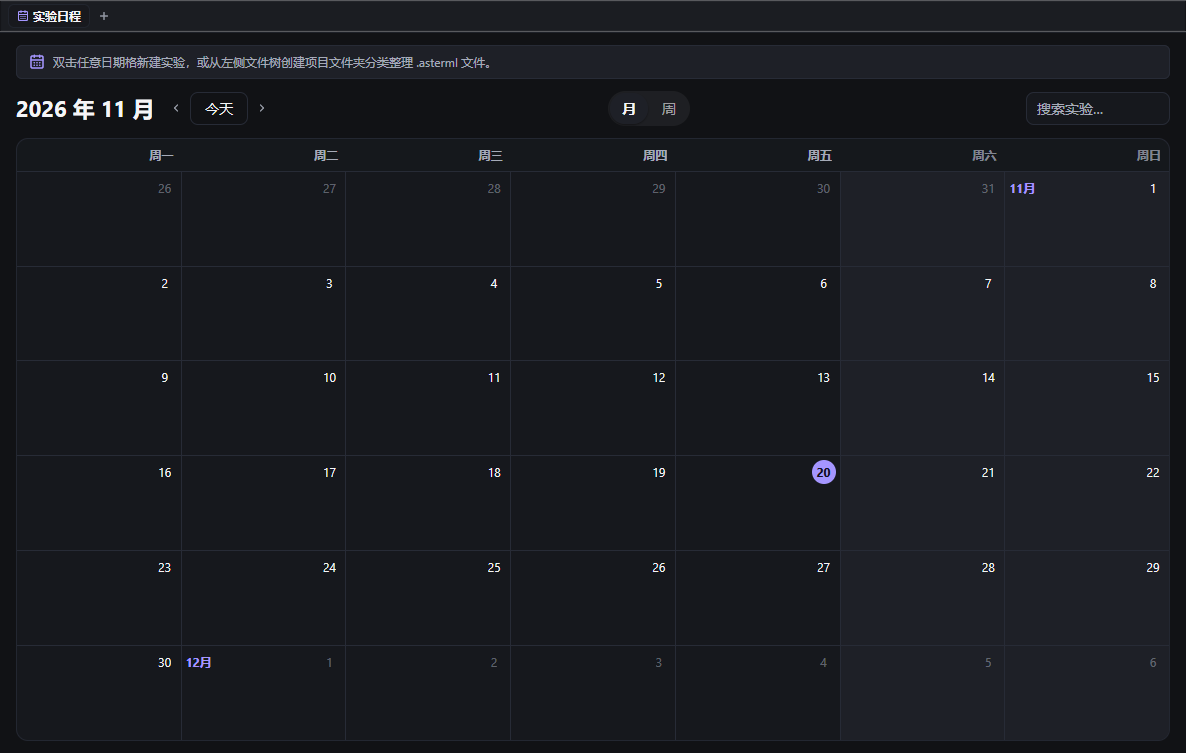 实验日程 +
双击任意日期格新建实验，或从左侧文件树创建项目文件夹分类整理 .asterml 文件。
2026 年 11 月 ‹ 今天 › 月 周 搜索实验...
周一 周二 周三 周四 周五 周六 周日
26 27 28 29 30 31 11月 1
2 3 4 5 6 7 8
9 10 11 12 13 14 15
16 17 18 19 20 21 22
23 24 25 26 27 28 29
30 12月 1 2 3 4 5 6